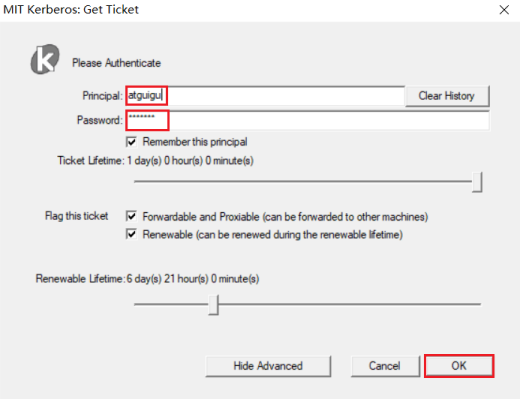 MIT Kerberos: Get Ticket
Please Authenticate
Principal: atguigu Clear History
Password: *******
Remember this principal
Ticket Lifetime: 1 day(s) 0 hour(s) 0 minute(s)
Flag this ticket Forwardable and Proxiable (can be forwarded to other machines)
Renewable (can be renewed during the renewable lifetime)
Renewable Lifetime: 6 day(s) 21 hour(s) 0 minute(s)
Hide Advanced Cancel OK